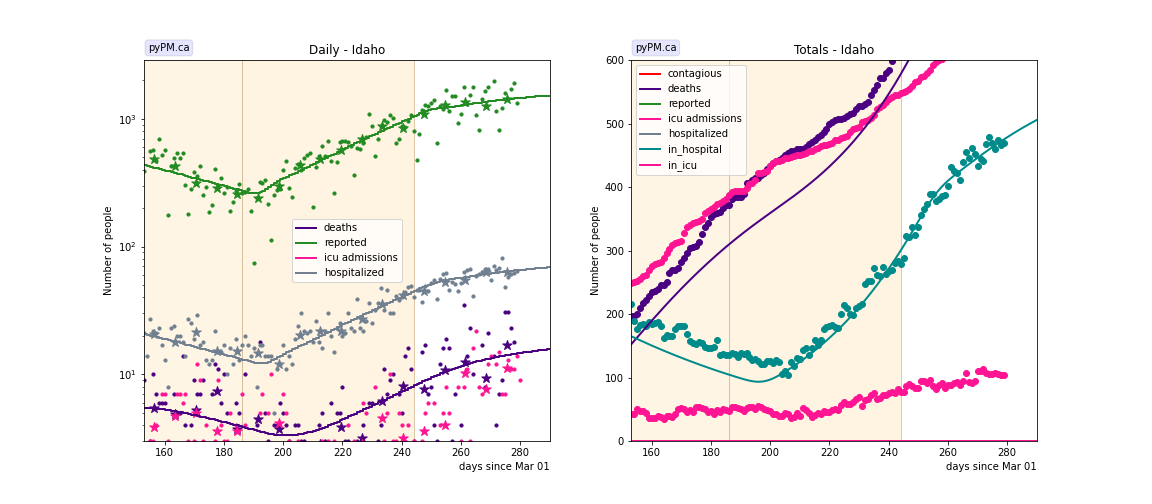 pyPM.ca
Daily - Idaho
Number of people
10³
10²
10¹
deaths
reported
icu admissions
hospitalized
160 180 200 220 240 260 280
days since Mar 01
pyPM.ca
Totals - Idaho
Number of people
600
500
400
300
200
100
0
contagious
deaths
reported
icu admissions
hospitalized
in_hospital
in_icu
160 180 200 220 240 260 280
days since Mar 01